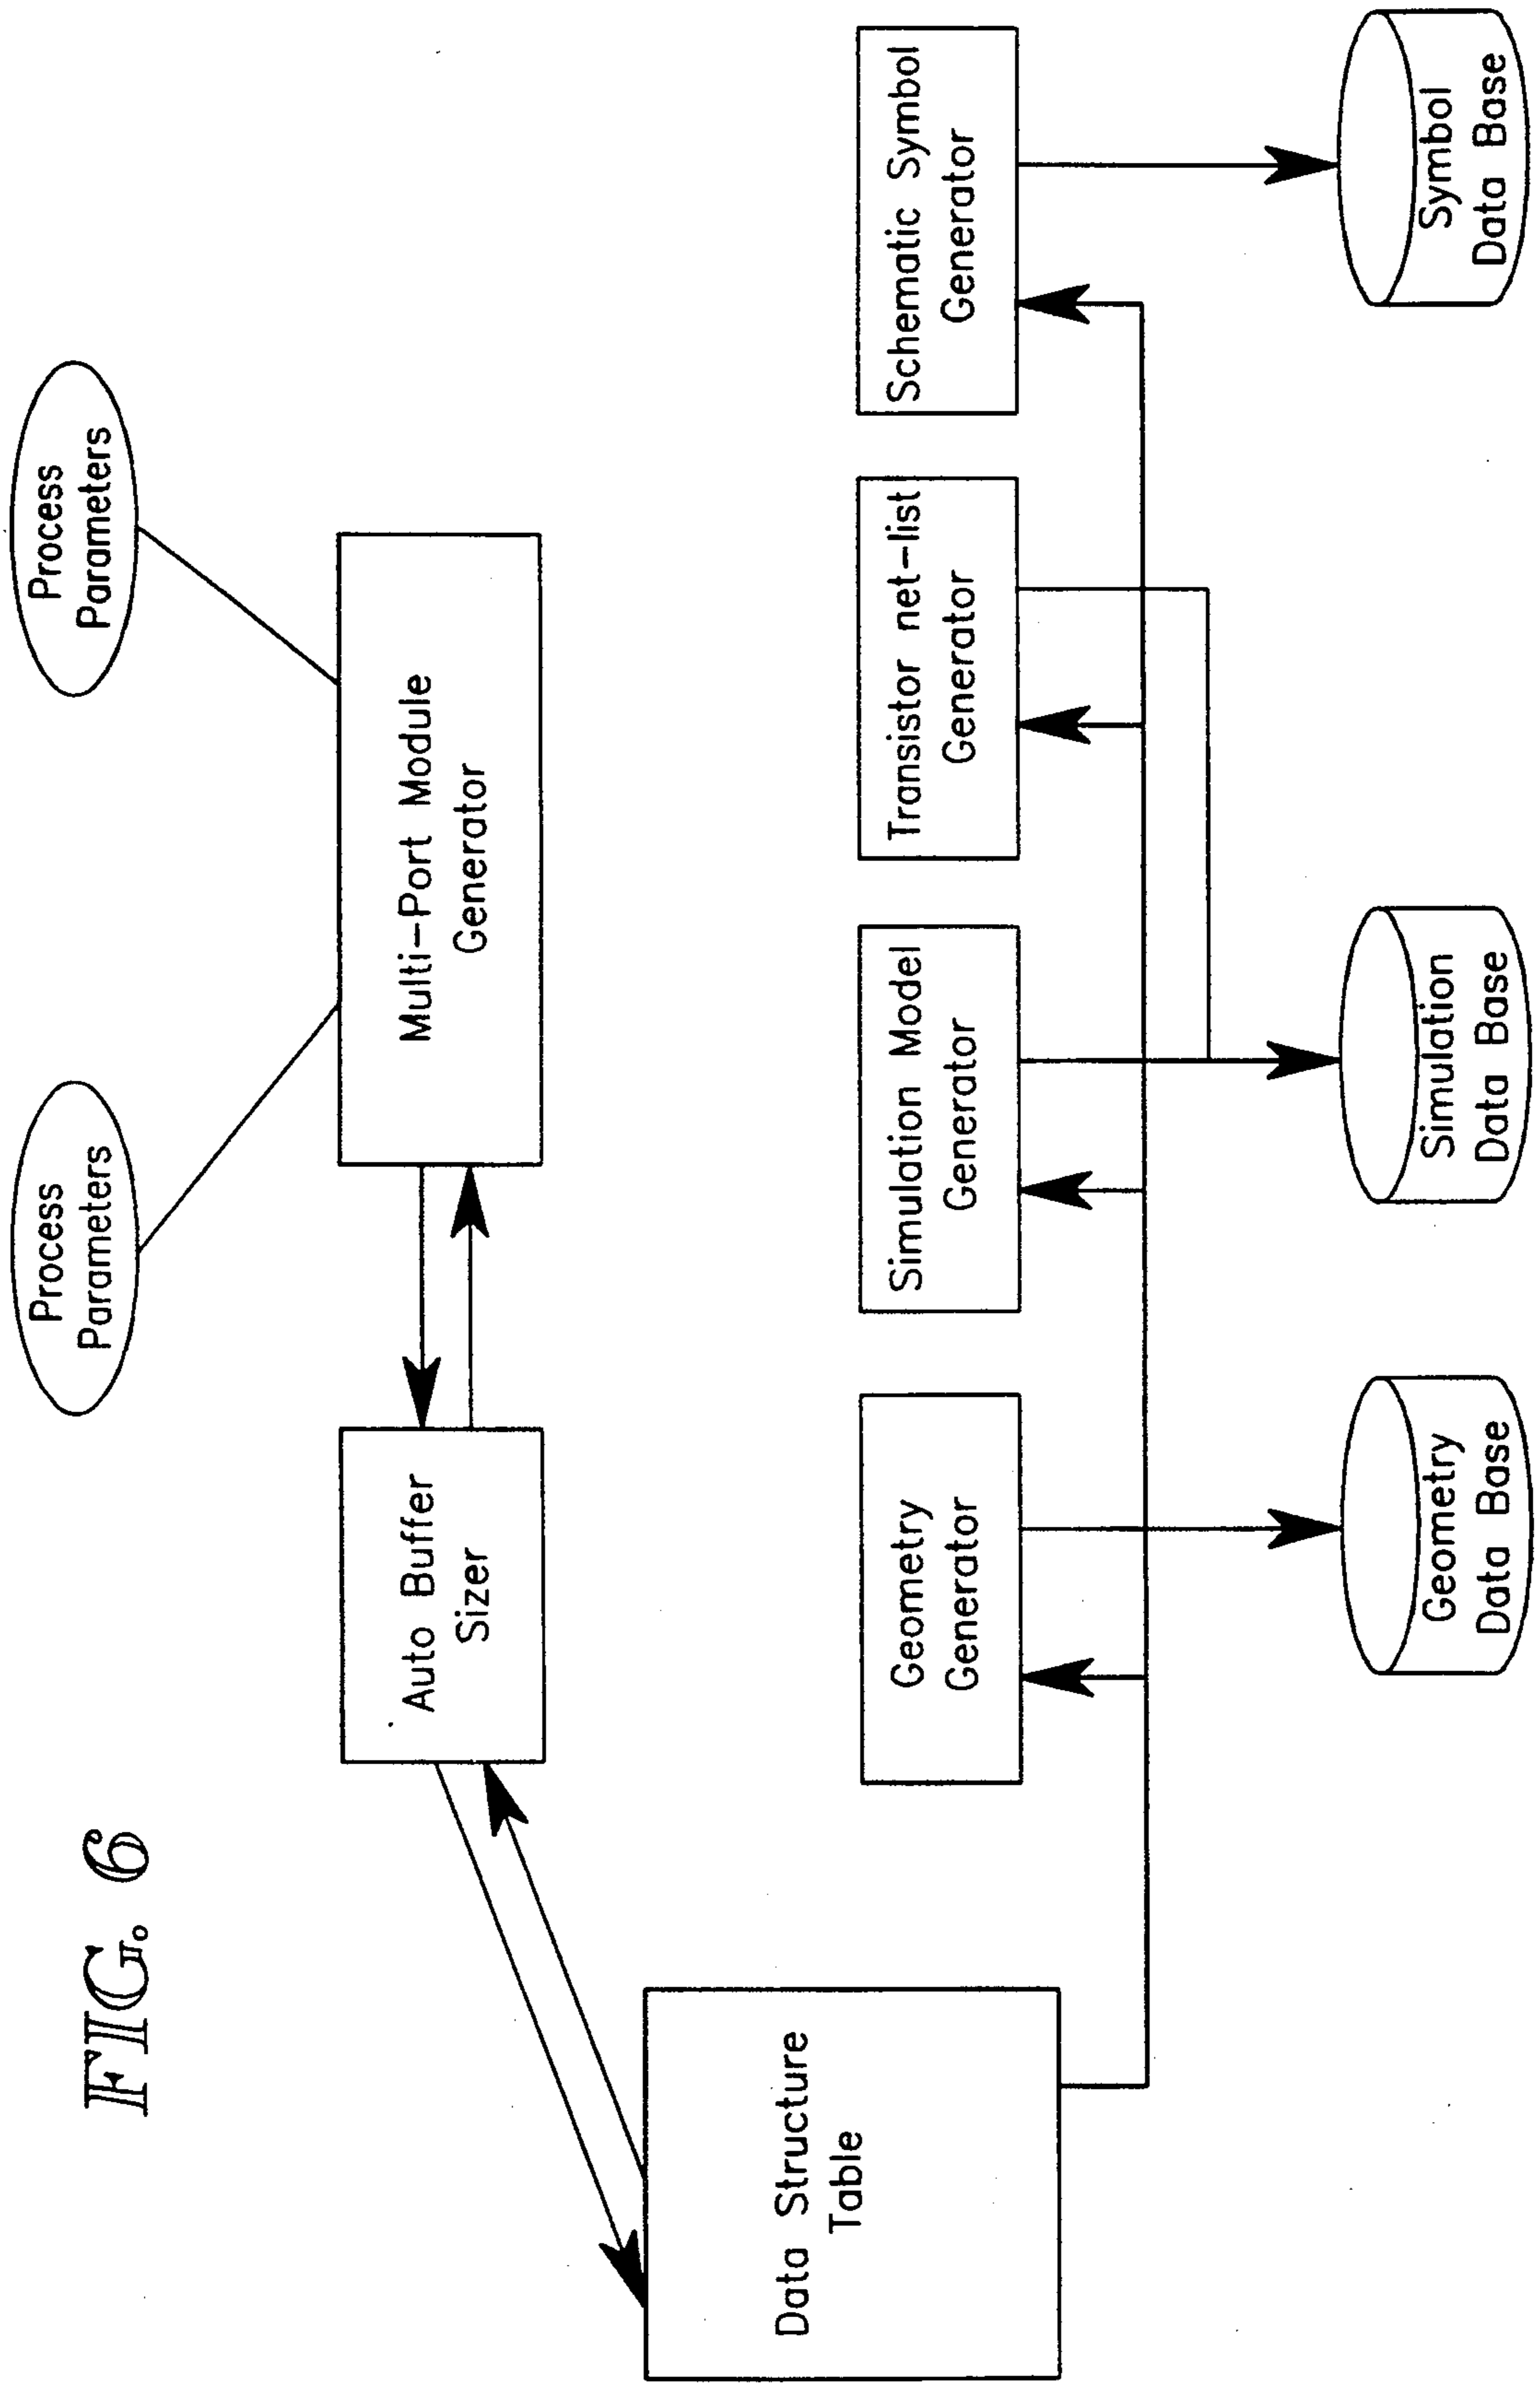 FIG. 6
Process
Parameters
Process
Parameters
Auto Buffer
Sizer
Multi-Port Module
Generator
Data Structure
Table
Geometry
Generator
Simulation Model
Generator
Transistor net-list
Generator
Schematic Symbol
Generator
Geometry
Data Base
Simulation
Data Base
Symbol
Data Base